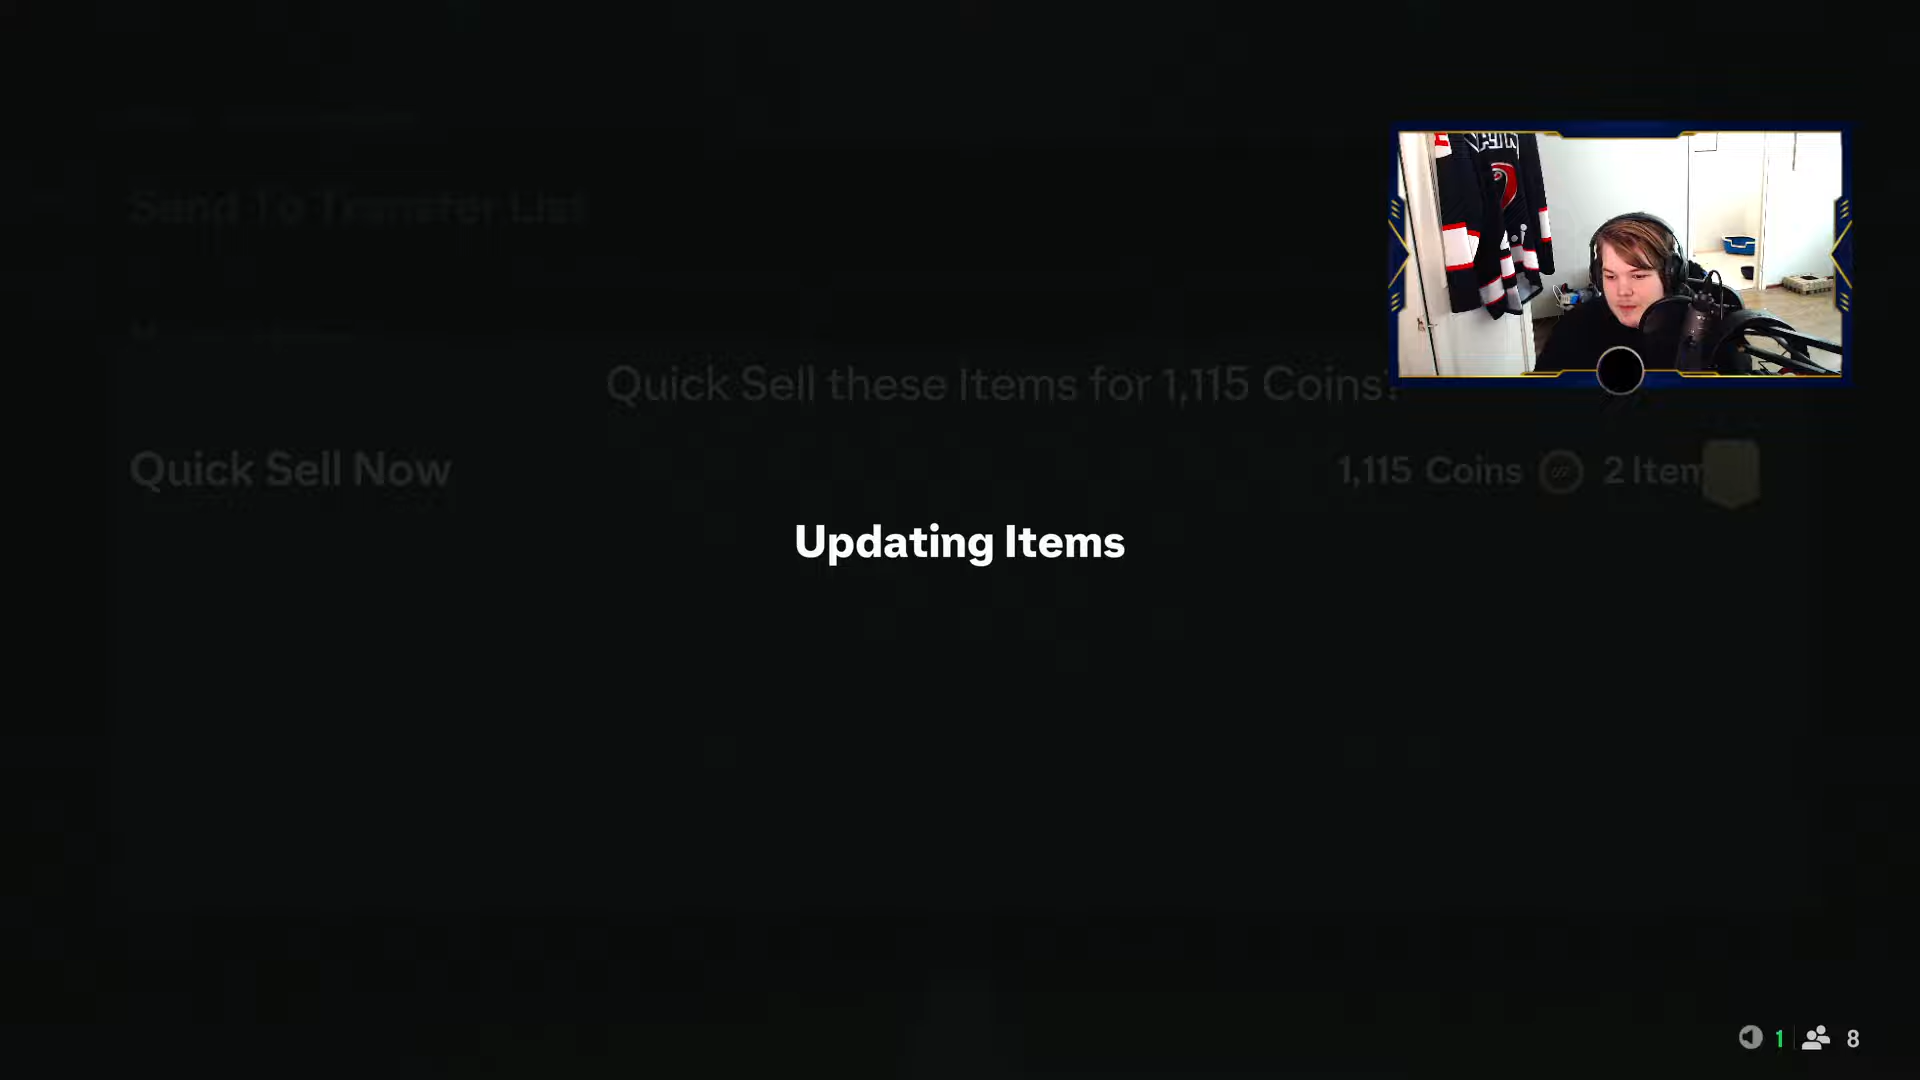 Send To Transfer List
Quick Sell these Items for 1,115 Coins?
Quick Sell Now
1,115 Coins
2 Item
Updating Items
1
8